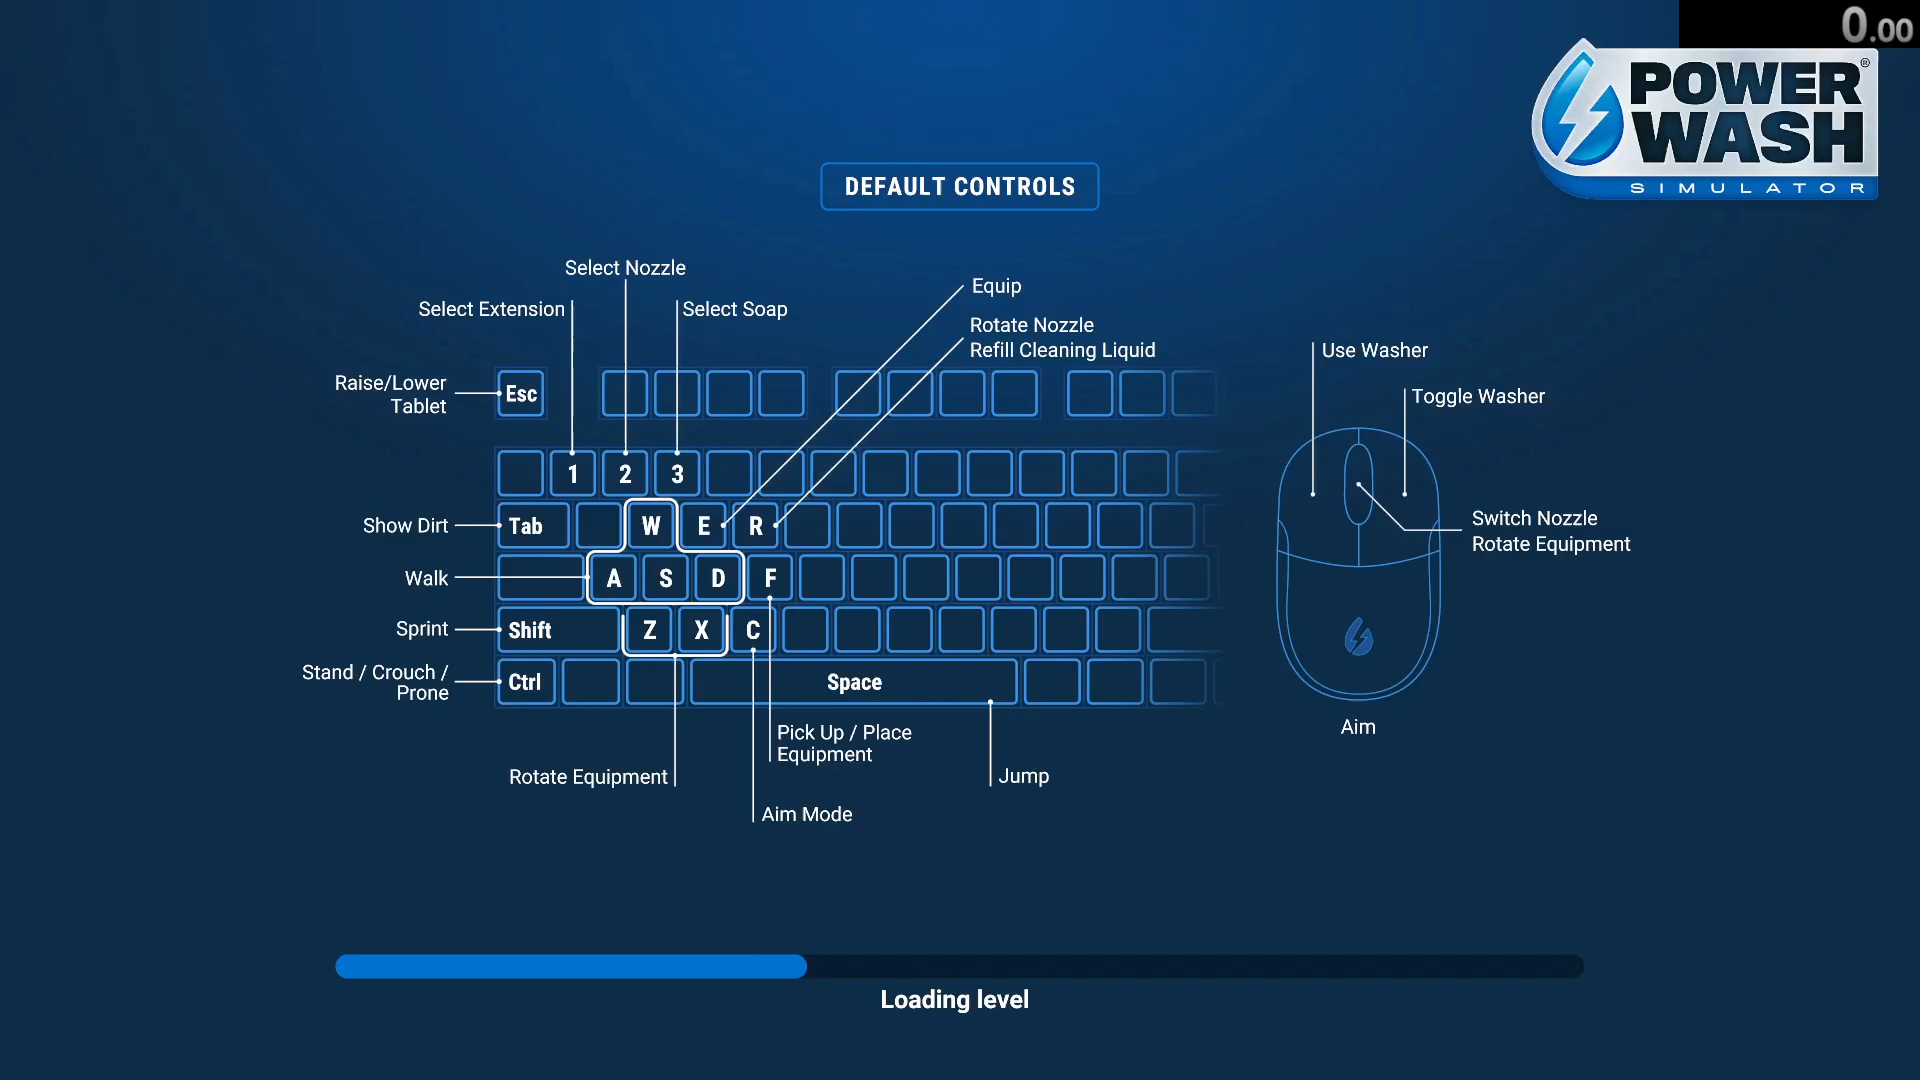 0.00
POWER
WASH
SIMULATOR
®
DEFAULT CONTROLS
Select Nozzle
Select Extension
Select Soap
Equip
Rotate Nozzle
Refill Cleaning Liquid
Use Washer
Toggle Washer
Raise/Lower
Tablet
Esc
1 2 3
Show Dirt
Tab W E R
Switch Nozzle
Rotate Equipment
Walk
A S D F
Sprint
Shift Z X C
Stand / Crouch /
Prone
Ctrl Space
Aim
Pick Up / Place
Equipment
Rotate Equipment
Jump
Aim Mode
Loading level